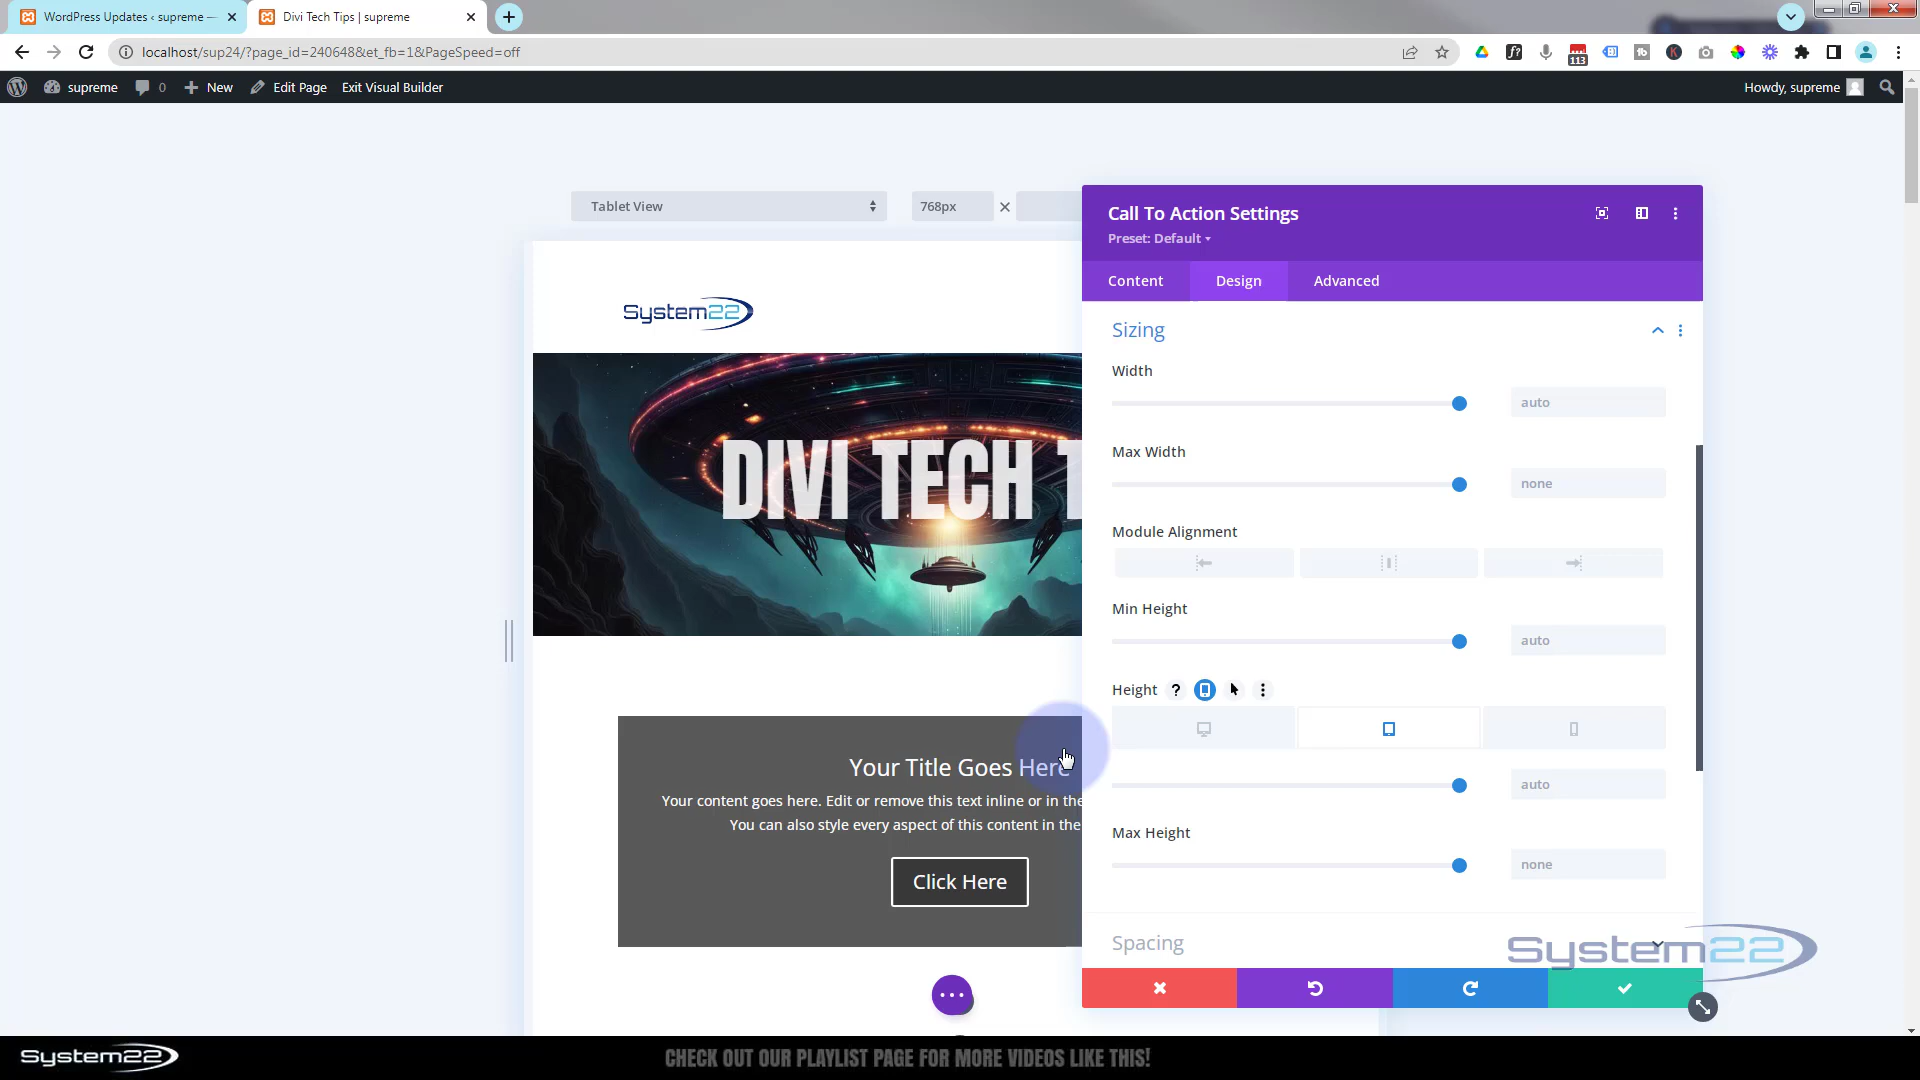 WordPress Updates ‹ supreme —
Divi Tech Tips | supreme
localhost/sup24/?page_id=240648&et_fb=1&PageSpeed=off
113
supreme
0
New
Edit Page
Exit Visual Builder
Howdy, supreme
Tablet View
768px
System22
DIVI TECH T
Your Title Goes Here
Your content goes here. Edit or remove this text inline or in the
You can also style every aspect of this content in the
Click Here
Call To Action Settings
Preset: Default
Content
Design
Advanced
Sizing
Width
auto
Max Width
none
Module Alignment
Min Height
auto
Height
auto
Max Height
none
Spacing
System22
System22
CHECK OUT OUR PLAYLIST PAGE FOR MORE VIDEOS LIKE THIS!